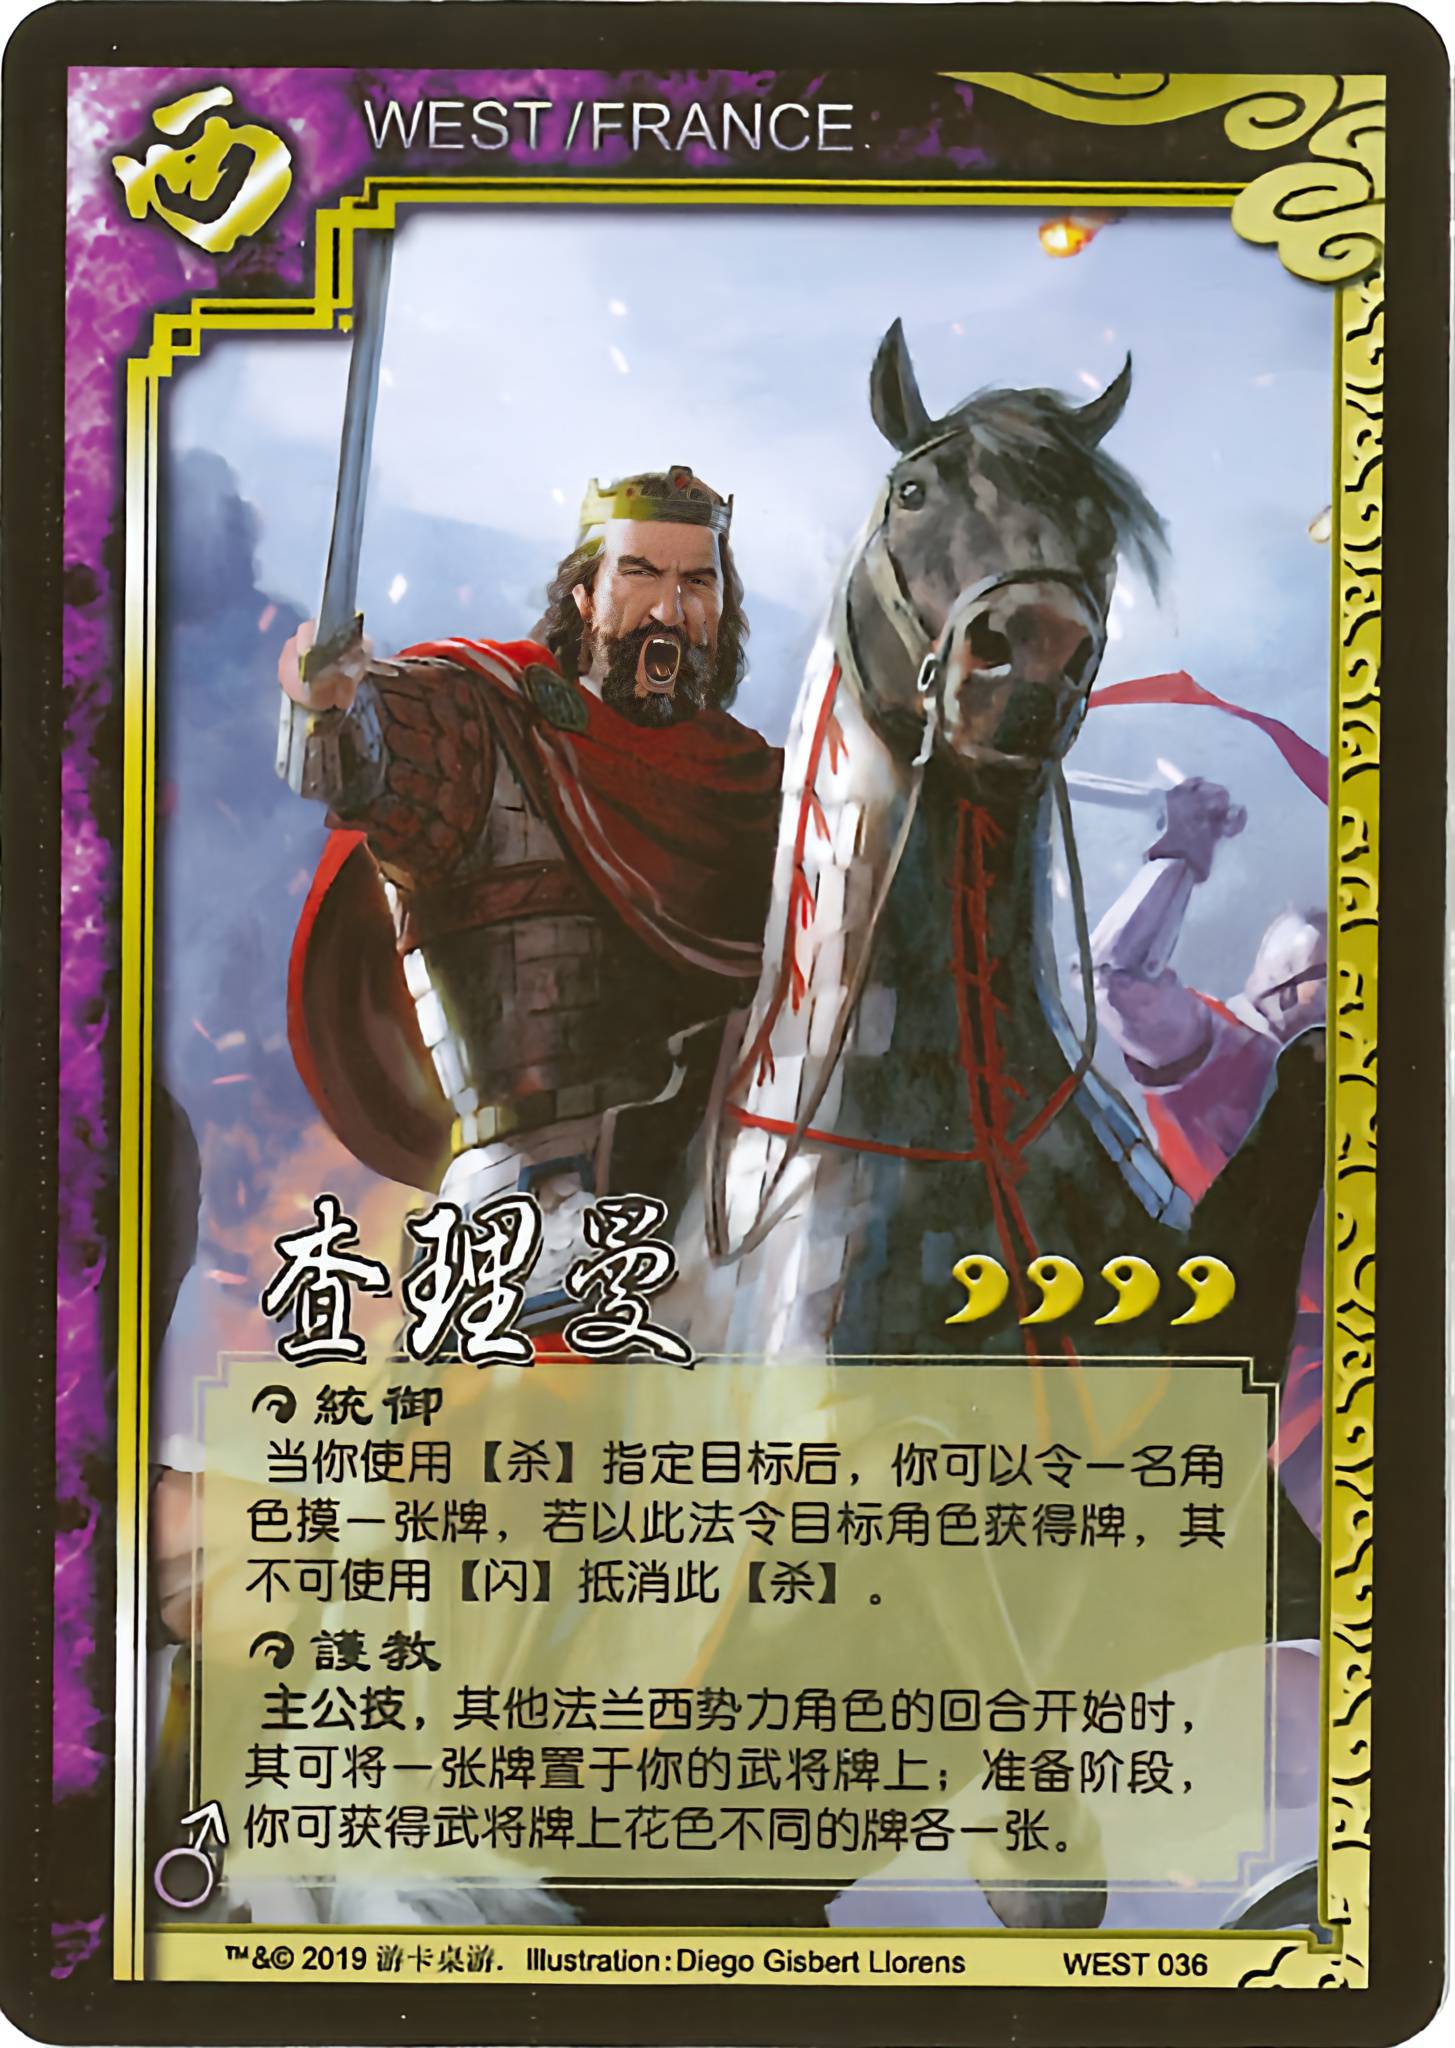 西
WEST/FRANCE.
查理曼
統御
当你使用【杀】指定目标后，你可以令一名角
色摸一张牌，若以此法令目标角色获得牌，其
不可使用【闪】抵消此【杀】。
護教
主公技，其他法兰西势力角色的回合开始时，
其可将一张牌置于你的武将牌上；准备阶段，
你可获得武将牌上花色不同的牌各一张。
™&© 2019 游卡桌游. Illustration:Diego Gisbert Llorens WEST 036